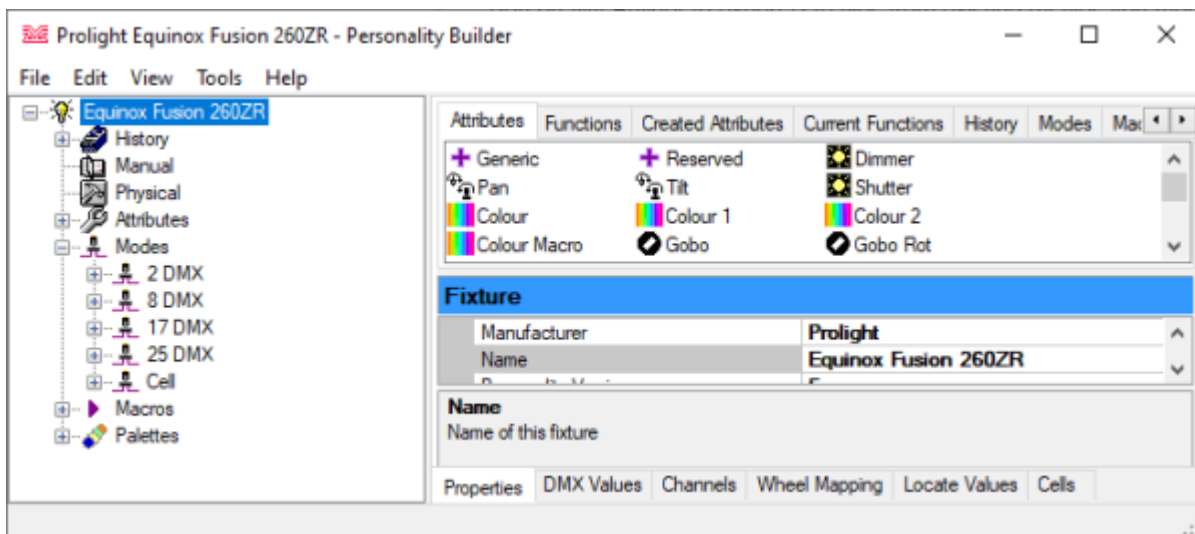 Prolight Equinox Fusion 260ZR - Personality Builder
File Edit View Tools Help
Equinox Fusion 260ZR
History
Manual
Physical
Attributes
Modes
2 DMX
8 DMX
17 DMX
25 DMX
Cell
Macros
Palettes
Attributes Functions Created Attributes Current Functions History Modes
Generic Reserved Dimmer
Pan Tilt Shutter
Colour Colour 1 Colour 2
Colour Macro Gobo Gobo Rot
Fixture
Manufacturer Prolight
Name Equinox Fusion 260ZR
Name
Name of this fixture
Properties DMX Values Channels Wheel Mapping Locate Values Cells